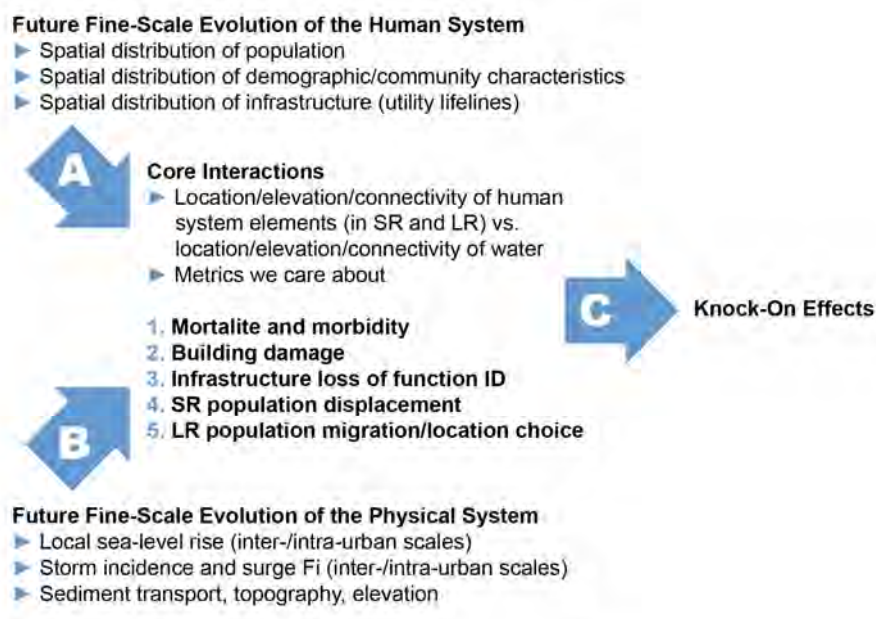 Future Fine-Scale Evolution of the Human System
Spatial distribution of population
Spatial distribution of demographic/community characteristics
Spatial distribution of infrastructure (utility lifelines)
A
Core Interactions
Location/elevation/connectivity of human
system elements (in SR and LR) vs.
location/elevation/connectivity of water
Metrics we care about
C
Knock-On Effects
1. Mortalite and morbidity
2. Building damage
3. Infrastructure loss of function ID
4. SR population displacement
5. LR population migration/location choice
B
Future Fine-Scale Evolution of the Physical System
Local sea-level rise (inter-/intra-urban scales)
Storm incidence and surge Fi (inter-/intra-urban scales)
Sediment transport, topography, elevation